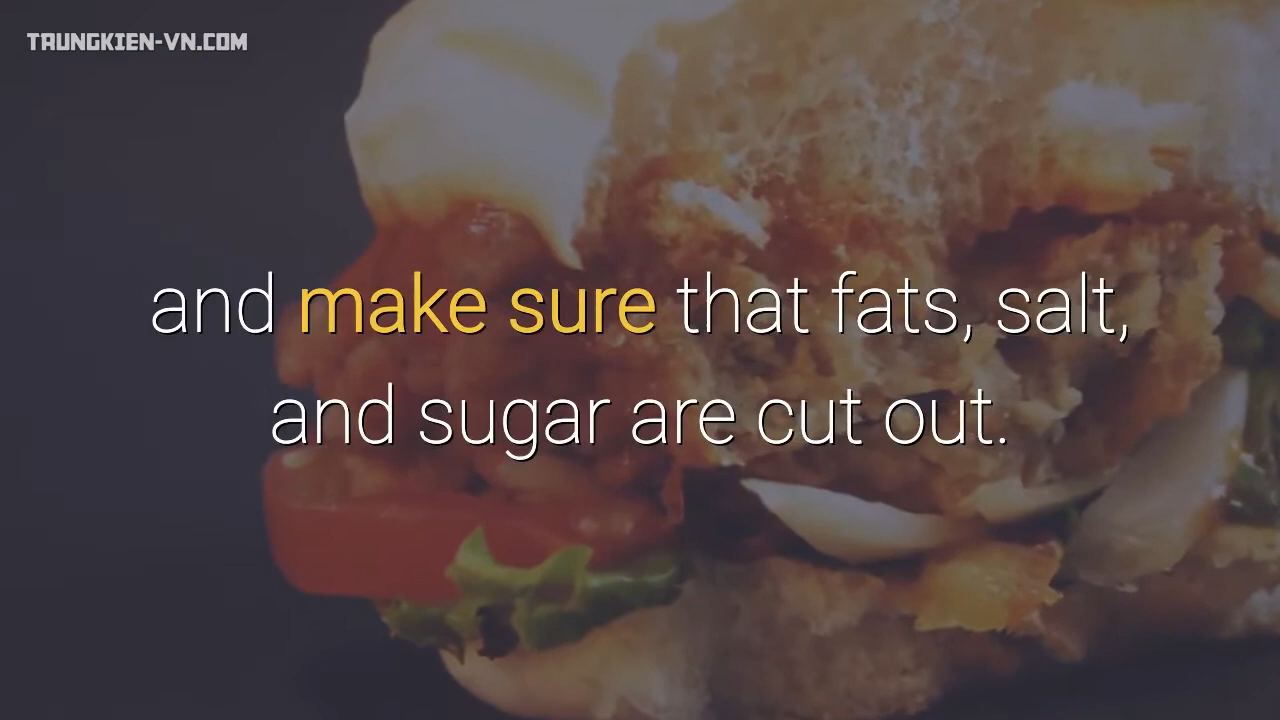 TRUNGKIEN-VN.COM
and make sure that fats, salt,
and sugar are cut out.